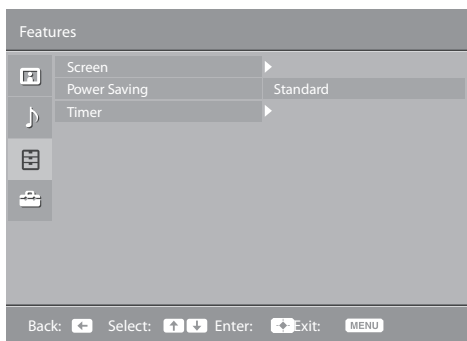 Features
Screen
Power Saving Standard
Timer
Back: Select: Enter: Exit: MENU